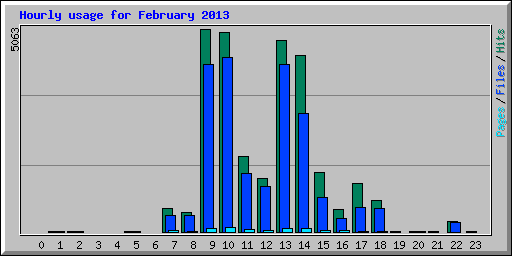 Hourly usage for February 2013
5063
Pages/Files/Hits
0 1 2 3 4 5 6 7 8 9 10 11 12 13 14 15 16 17 18 19 20 21 22 23